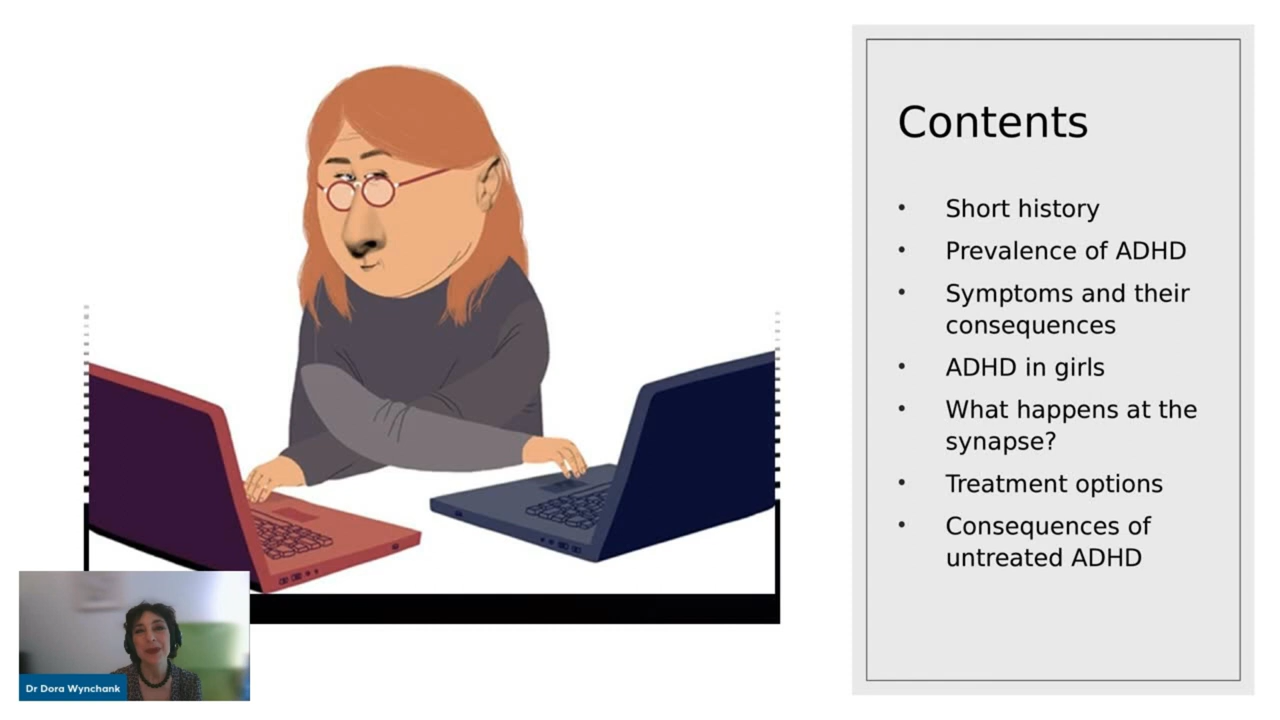 Contents
• Short history
• Prevalence of ADHD
• Symptoms and their
consequences
• ADHD in girls
• What happens at the
synapse?
• Treatment options
• Consequences of
untreated ADHD
Dr Dora Wynchank